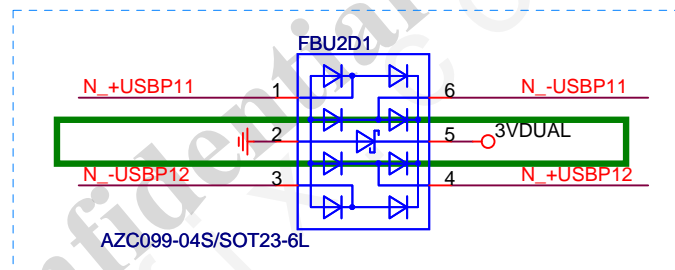 FBU2D1
N_+USBP11 1 6 N_-USBP11
2 5 3VDUAL
N_-USBP12 3 4 N_+USBP12
AZC099-04S/SOT23-6L